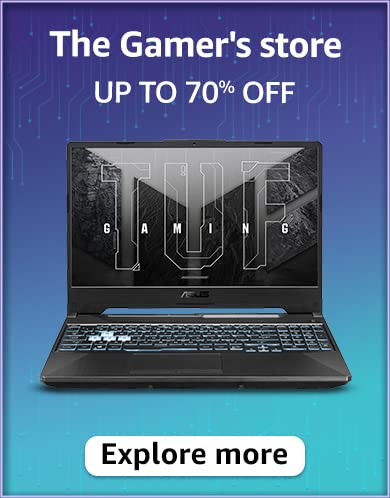 The Gamer's store
UP TO 70% OFF
TUF
GAMING
ASUS
Explore more